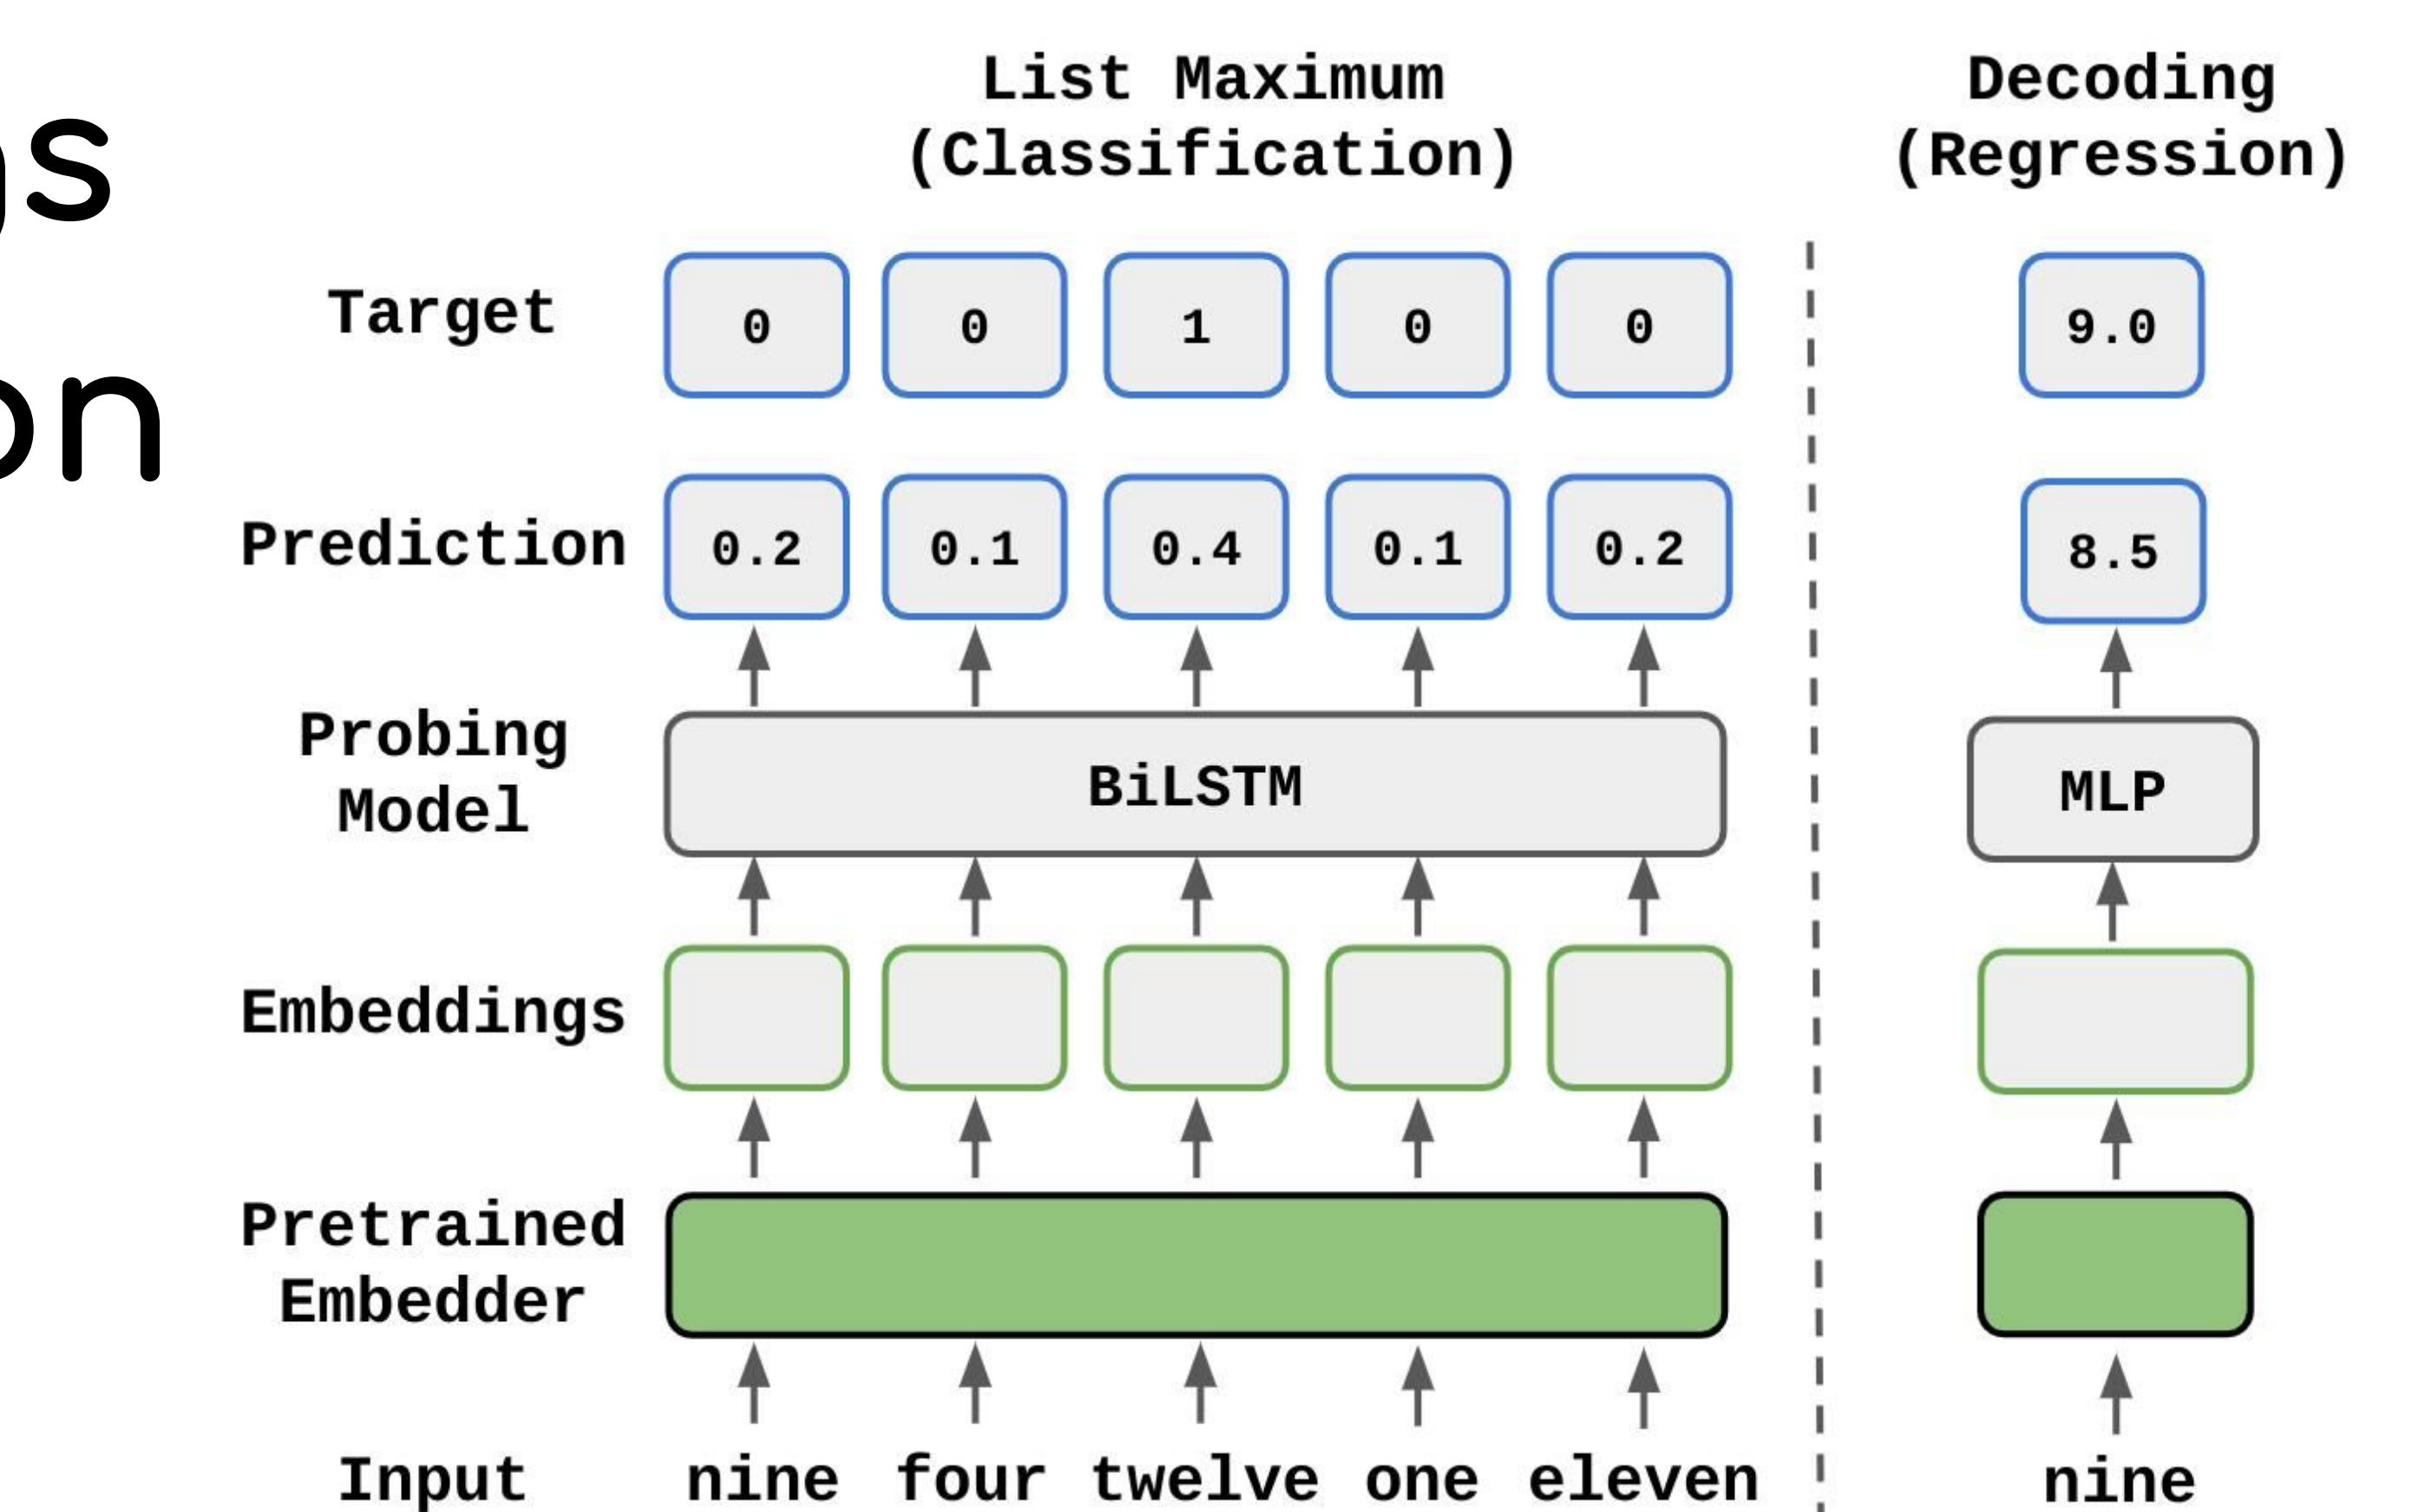 s
on
List Maximum
(Classification)
Decoding
(Regression)
Target
0 0 1 0 0 9.0
Prediction
0.2 0.1 0.4 0.1 0.2 8.5
Probing
Model
BiLSTM
MLP
Embeddings
Pretrained
Embedder
Input
nine four twelve one eleven nine